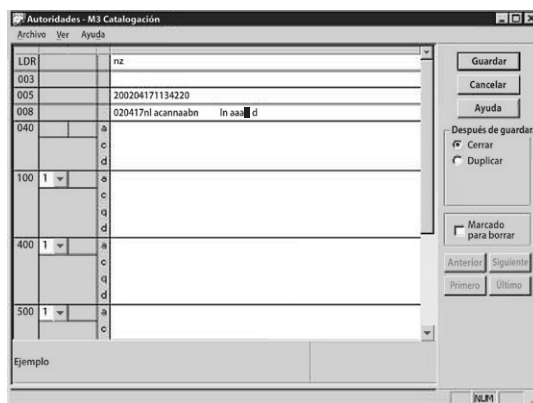 Autoridades - M3 Catalogación
Archivo Ver Ayuda
LDR nz
003
005 200204171134220
008 020417nl acannaabn ln aaa d
040 a
c
d
100 1 a
c
q
d
400 1 a
c
q
d
500 1 a
c
Guardar
Cancelar
Ayuda
Después de guardar
Cerrar
Duplicar
Marcado
para borrar
Anterior Siguiente
Primero Último
Ejemplo
NUM